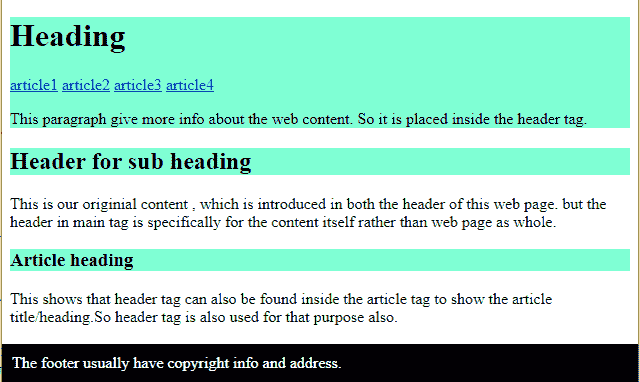 Heading
article1 article2 article3 article4
This paragraph give more info about the web content. So it is placed inside the header tag.
Header for sub heading
This is our originial content , which is introduced in both the header of this web page. but the
header in main tag is specifically for the content itself rather than web page as whole.
Article heading
This shows that header tag can also be found inside the article tag to show the article
title/heading.So header tag is also used for that purpose also.
The footer usually have copyright info and address.